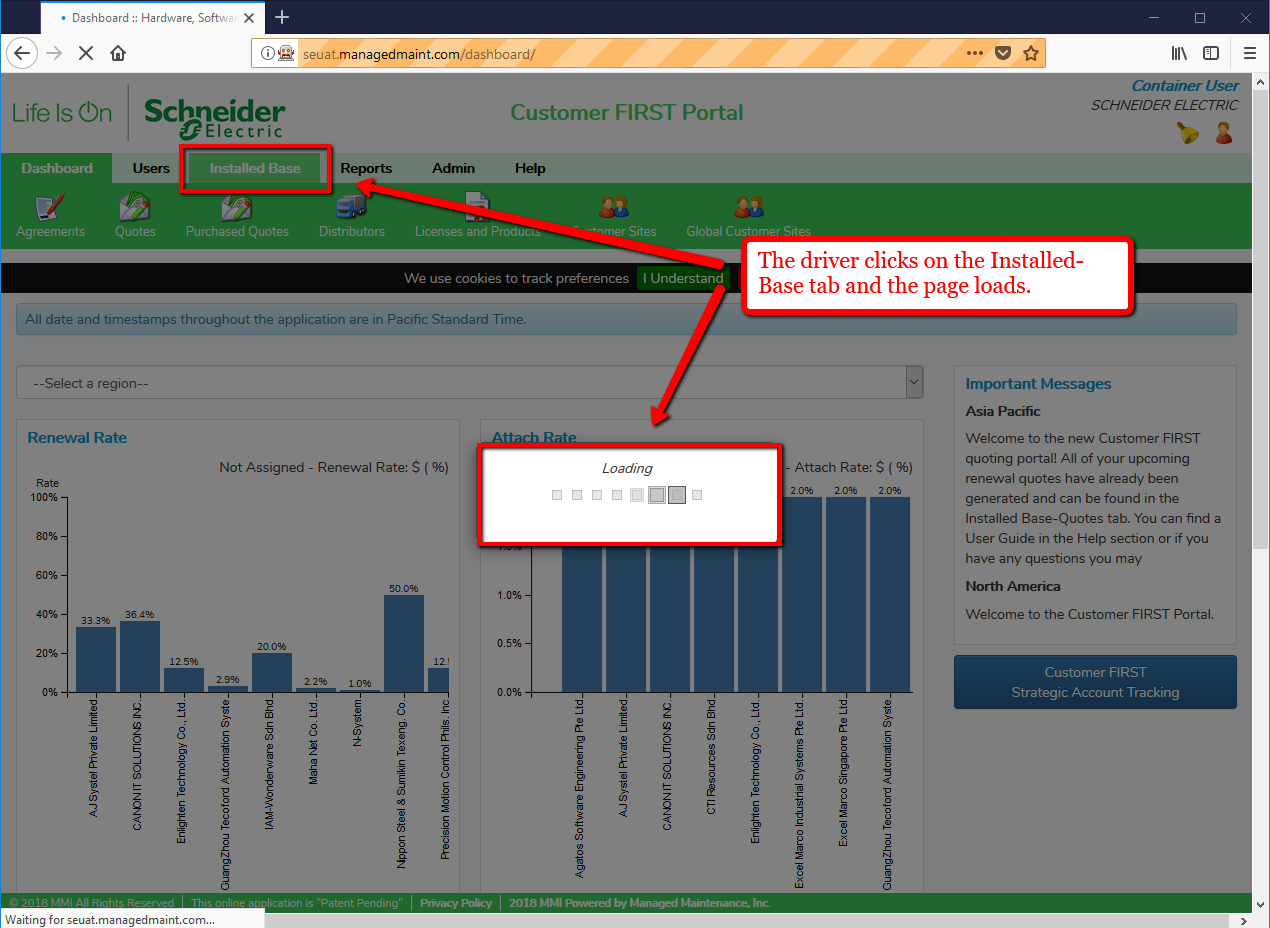 Dashboard :: Hardware, Softwar
seuat.managedmaint.com/dashboard/
Life Is On
Schneider
Electric
Customer FIRST Portal
Container User
SCHNEIDER ELECTRIC
Dashboard Users Installed Base Reports Admin Help
Agreements Quotes Purchased Quotes Distributors Licenses and Products Customer Sites Global Customer Sites
The driver clicks on the Installed-
Base tab and the page loads.
We use cookies to track preferences I Understand
All date and timestamps throughout the application are in Pacific Standard Time.
--Select a region--
Renewal Rate
Not Assigned - Renewal Rate: $ ( %)
Rate
100%
80%
60%
40%
20%
0%
33.3%
36.4%
12.5%
2.9%
20.0%
2.2%
1.0%
50.0%
12.
AJ Systel Private Limited
CANON IT SOLUTIONS INC.
Enlighten Technology Co., Ltd.
GuangZhou Tecoford Automation Syste
IAM-Wonderware Sdn Bhd
Maha Net Co. Ltd.
N-System
Nippon Steel & Sumikin Texeng. Co.
Precision Motion Control Phils. Inc
Attach Rate
- Attach Rate: $ ( %)
Loading
2.0%
2.0%
2.0%
1.5%
1.0%
0.5%
0.0%
Agatos Software Engineering Pte Ltd
AJ Systel Private Limited
CANON IT SOLUTIONS INC.
CTI Resources Sdn Bhd
Enlighten Technology Co., Ltd.
Excel Marco Industrial Systems Pte Ltd.
Excel Marco Singapore Pte Ltd
GuangZhou Tecoford Automation Syste
Important Messages
Asia Pacific
Welcome to the new Customer FIRST
quoting portal! All of your upcoming
renewal quotes have already been
generated and can be found in the
Installed Base-Quotes tab. You can find a
User Guide in the Help section or if you
have any questions you may
North America
Welcome to the Customer FIRST Portal.
Customer FIRST
Strategic Account Tracking
© 2018 MMI All Rights Reserved This online application is "Patent Pending" Privacy Policy 2018 MMI Powered by Managed Maintenance, Inc.
Waiting for seuat.managedmaint.com...